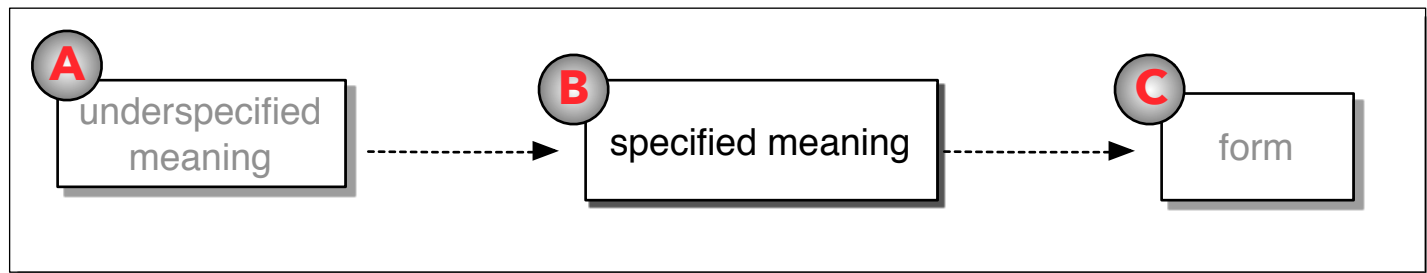 A
underspecified
meaning
B
specified meaning
C
form